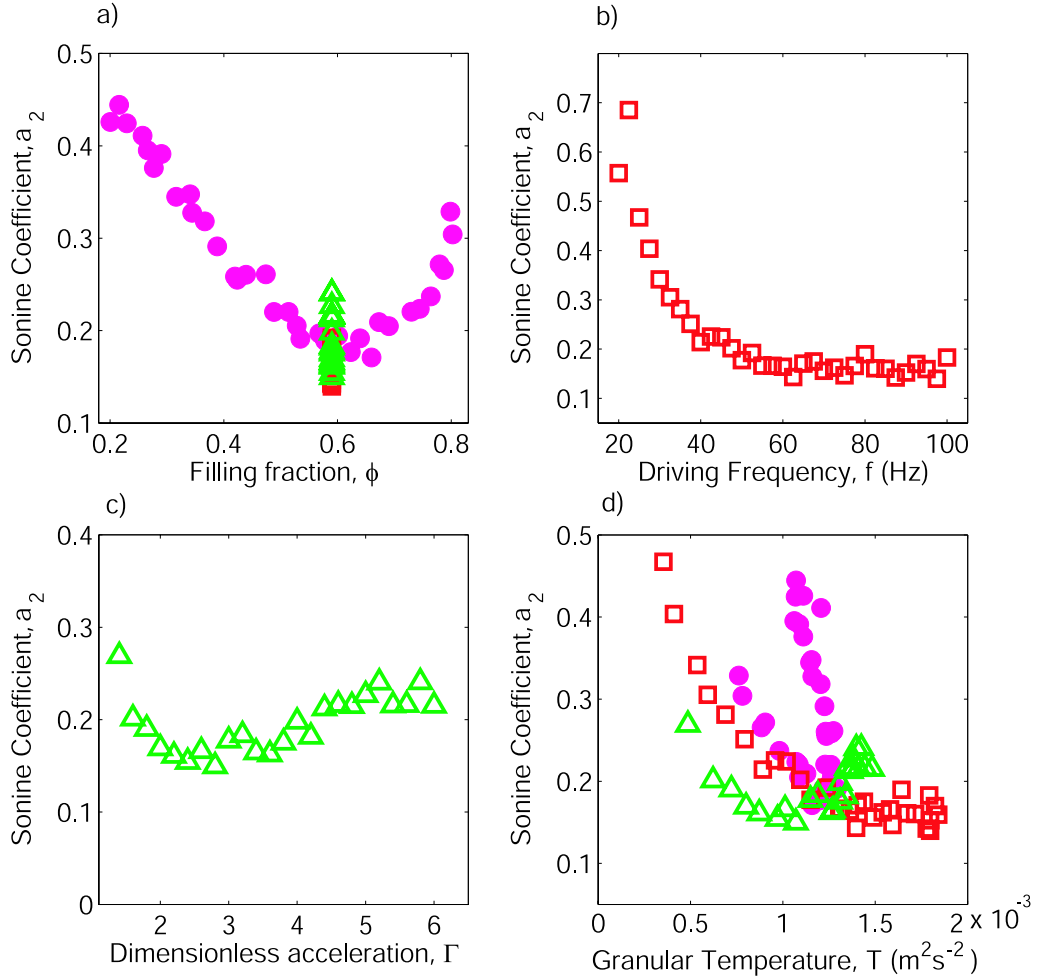 a)
0.5
0.4
0.3
0.2
0.1
Sonine Coefficient, a2
0.2 0.4 0.6 0.8
Filling fraction, ϕ
b)
0.7
0.6
0.5
0.4
0.3
0.2
0.1
Sonine Coefficient, a2
20 40 60 80 100
Driving Frequency, f (Hz)
c)
0.4
0.3
0.2
0.1
0
Sonine Coefficient, a2
2 3 4 5 6
Dimensionless acceleration, Γ
d)
0.5
0.4
0.3
0.2
0.1
Sonine Coefficient, a2
0 0.5 1 1.5 2
x 10⁻³
Granular Temperature, T (m²s⁻²)